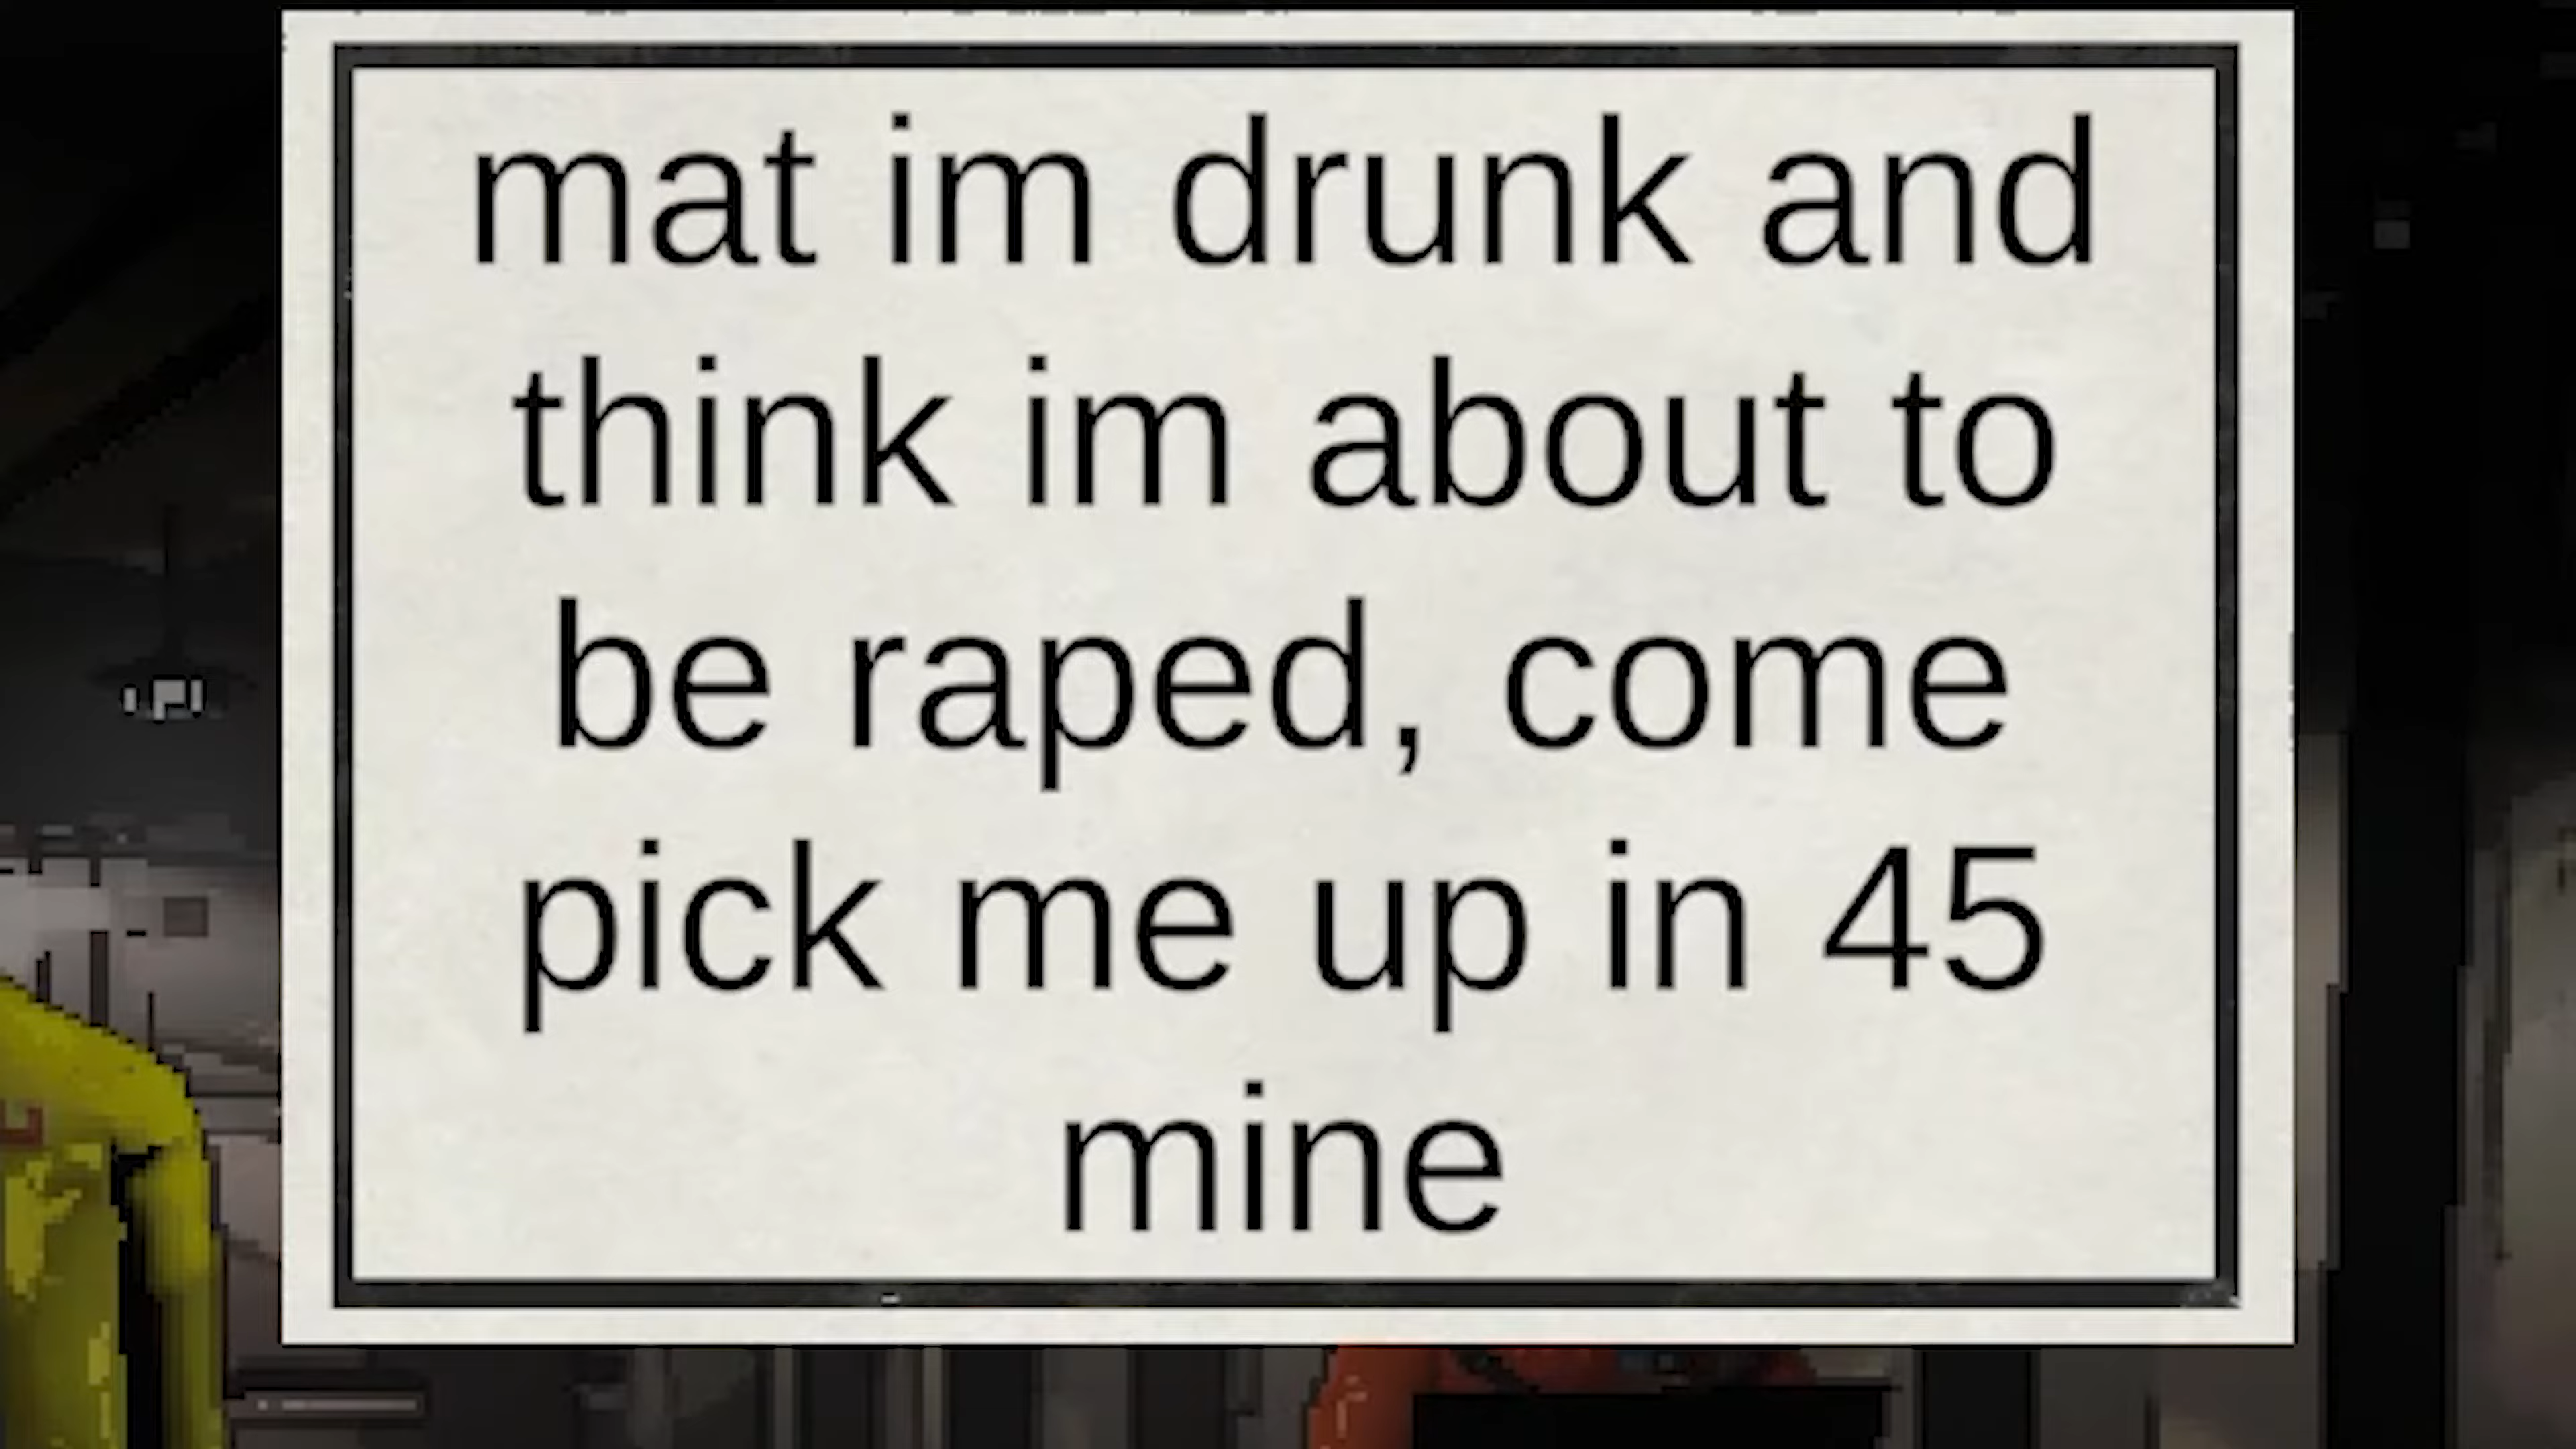 mat im drunk and
think im about to
be raped, come
pick me up in 45
mine